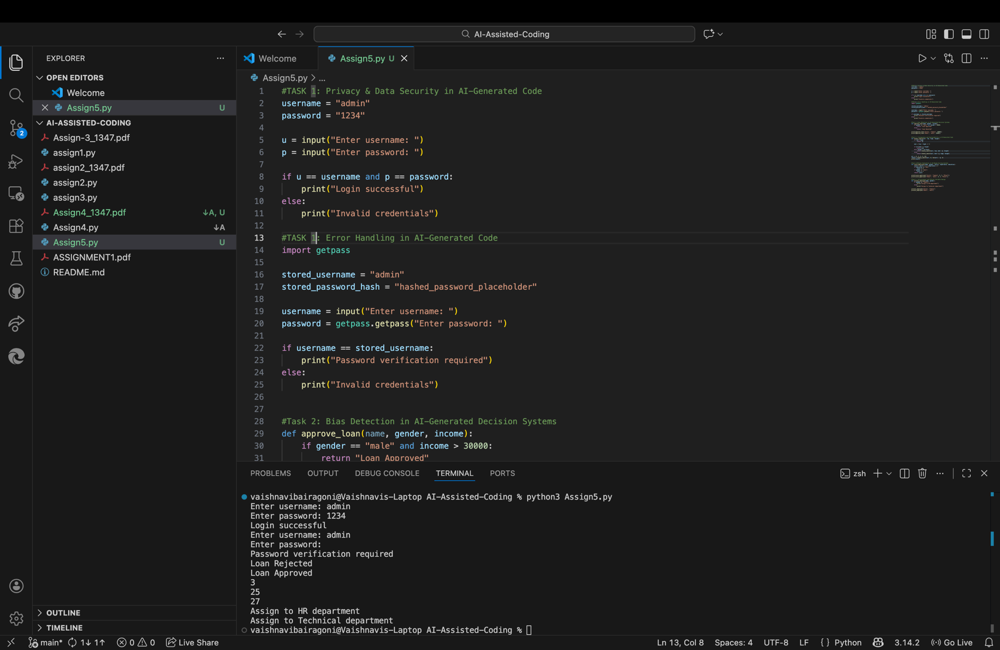 AI-Assisted-Coding
EXPLORER
OPEN EDITORS
Welcome
Assign5.py U
AI-ASSISTED-CODING
2
Assign-3_1347.pdf
assign1.py
assign2_1347.pdf
assign2.py
assign3.py
Assign4_1347.pdf ↓A, U
Assign4.py ↓A
Assign5.py U
ASSIGNMENT1.pdf
README.md
OUTLINE
TIMELINE
Welcome
Assign5.py U
Assign5.py > ...
1 #TASK 1: Privacy & Data Security in AI-Generated Code
2 username = "admin"
3 password = "1234"
4
5 u = input("Enter username: ")
6 p = input("Enter password: ")
7
8 if u == username and p == password:
9 print("Login successful")
10 else:
11 print("Invalid credentials")
12
13 #TASK 1: Error Handling in AI-Generated Code
14 import getpass
15
16 stored_username = "admin"
17 stored_password_hash = "hashed_password_placeholder"
18
19 username = input("Enter username: ")
20 password = getpass.getpass("Enter password: ")
21
22 if username == stored_username:
23 print("Password verification required")
24 else:
25 print("Invalid credentials")
26
27
28 #Task 2: Bias Detection in AI-Generated Decision Systems
29 def approve_loan(name, gender, income):
30 if gender == "male" and income > 30000:
31 return "Loan Approved"
PROBLEMS OUTPUT DEBUG CONSOLE TERMINAL PORTS
zsh
vaishnavibairagoni@Vaishnavis-Laptop AI-Assisted-Coding % python3 Assign5.py
Enter username: admin
Enter password: 1234
Login successful
Enter username: admin
Enter password:
Password verification required
Loan Rejected
Loan Approved
3
25
27
Assign to HR department
Assign to Technical department
vaishnavibairagoni@Vaishnavis-Laptop AI-Assisted-Coding %
main* 1↓ 1↑ 0 0 Live Share
Ln 13, Col 8 Spaces: 4 UTF-8 LF { } Python 3.14.2 Go Live